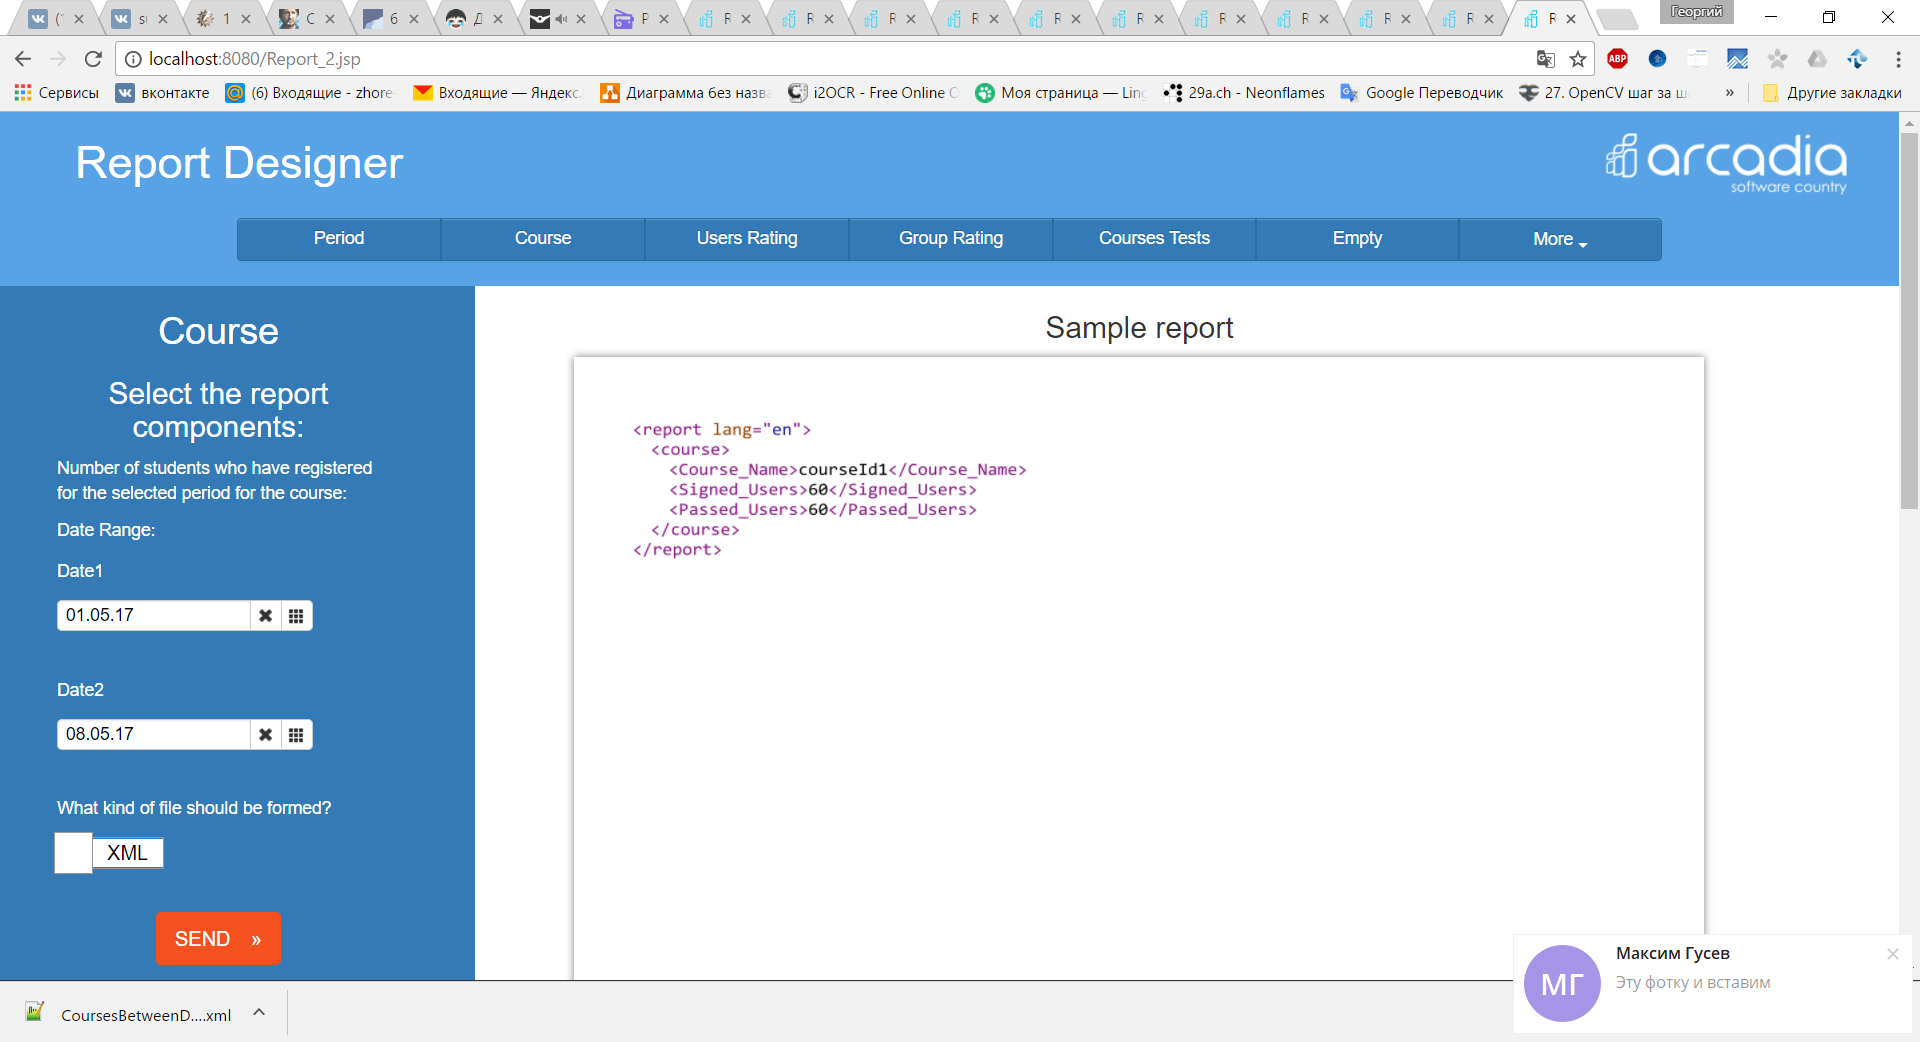 Георгий
localhost:8080/Report_2.jsp
Сервисы
вконтакте
(6) Входящие - zhore
Входящие — Яндекс.
Диаграмма без назва
i2OCR - Free Online
Моя страница — Ling
29a.ch - Neonflames
Google Переводчик
27. OpenCV шаг за ш
»
Другие закладки
Report Designer
arcadia
software country
Period
Course
Users Rating
Group Rating
Courses Tests
Empty
More
Course
Select the report
components:
Number of students who have registered
for the selected period for the course:
Date Range:
Date1
01.05.17
Date2
08.05.17
What kind of file should be formed?
XML
SEND »
Sample report
<report lang="en">
<course>
<Course_Name>courseId1</Course_Name>
<Signed_Users>60</Signed_Users>
<Passed_Users>60</Passed_Users>
</course>
</report>
МГ
Максим Гусев
Эту фотку и вставим
CoursesBetweenD....xml